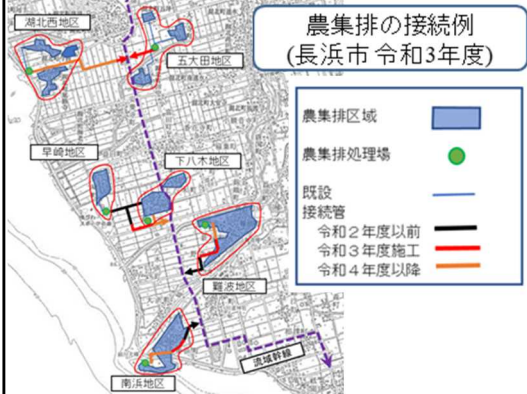 農集排の接続例
(長浜市 令和3年度)
湖北西地区
五大田地区
早崎地区
下八木地区
難波地区
南浜地区
流域幹線
農集排区域
農集排処理場
既設
接続管
令和2年度以前
令和3年度施工
令和4年度以降